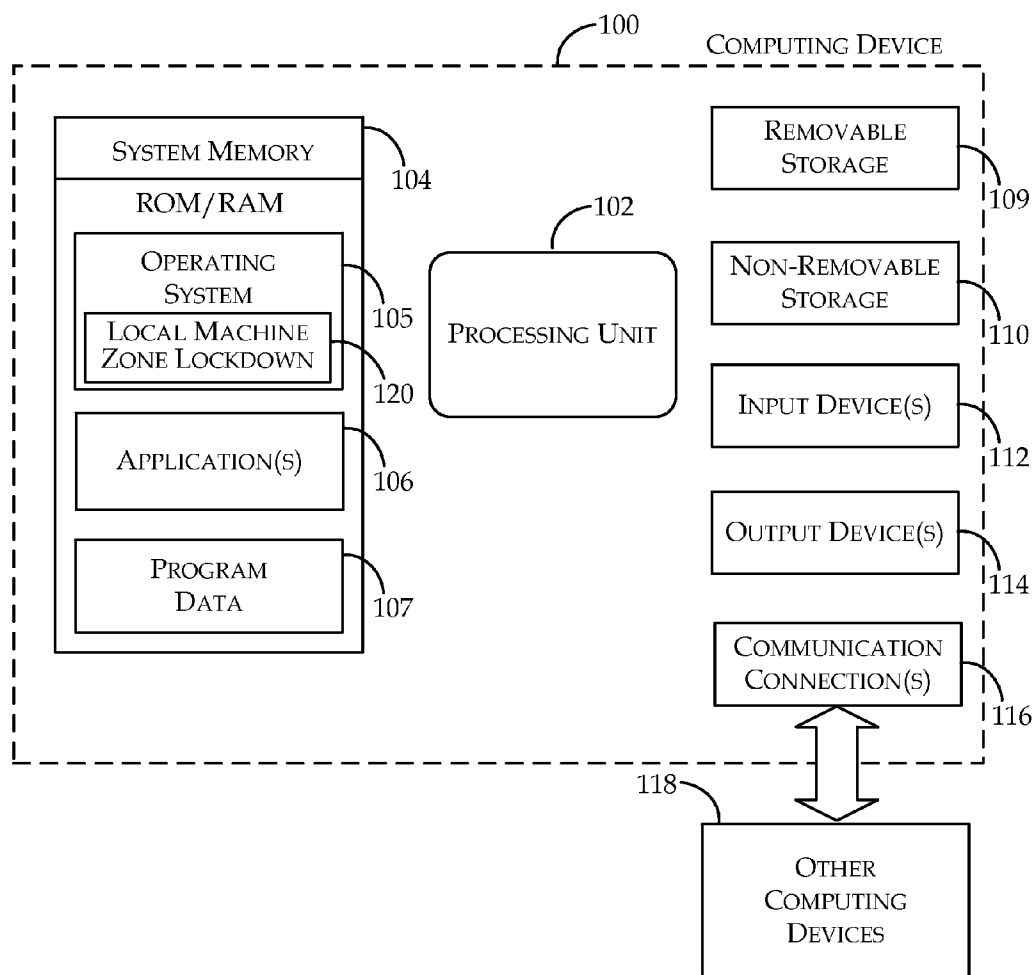 100
COMPUTING DEVICE
SYSTEM MEMORY
104
ROM/RAM
OPERATING
SYSTEM
105
LOCAL MACHINE
ZONE LOCKDOWN
120
APPLICATION(S)
106
PROGRAM
DATA
107
102
PROCESSING UNIT
REMOVABLE
STORAGE
109
NON-REMOVABLE
STORAGE
110
INPUT DEVICE(S)
112
OUTPUT DEVICE(S)
114
COMMUNICATION
CONNECTION(S)
116
118
OTHER
COMPUTING
DEVICES